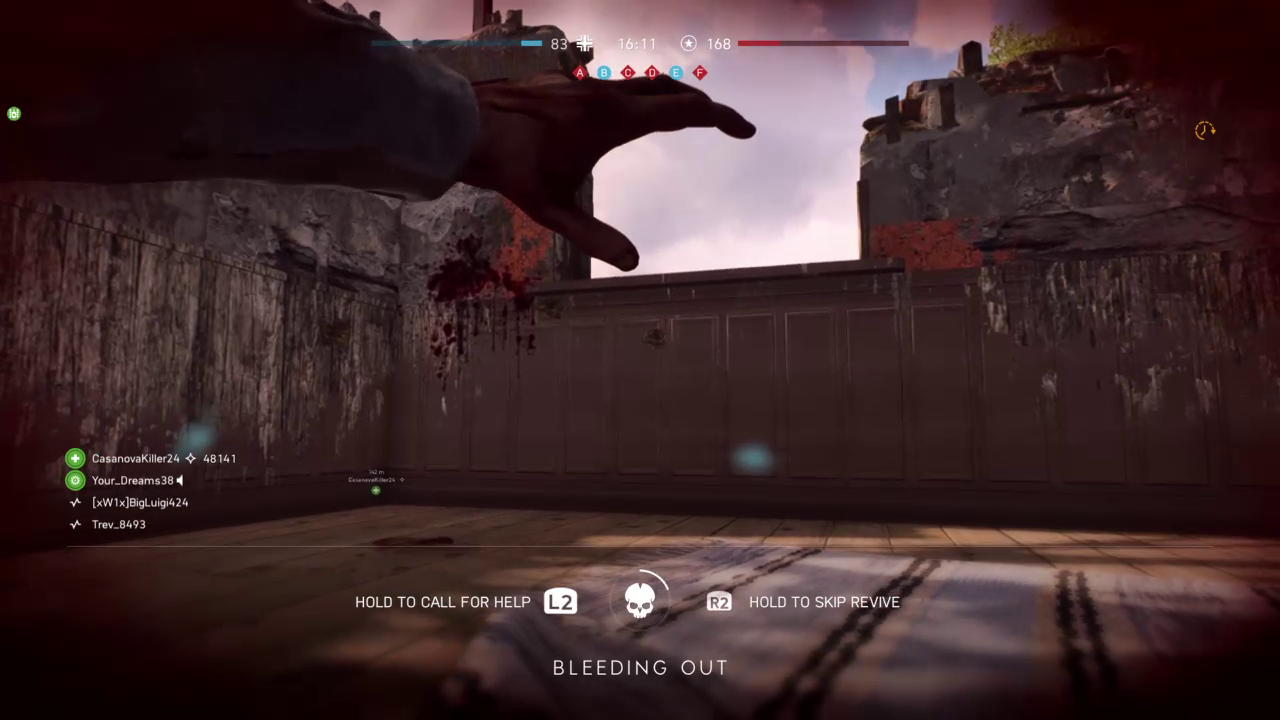 83 16:11 168
A B C D E F
CasanovaKiller24 48141
Your_Dreams38
[xW1x]BigLuigi424
Trev_8493
142 m
CasanovaKiller24
HOLD TO CALL FOR HELP L2 R2 HOLD TO SKIP REVIVE
BLEEDING OUT